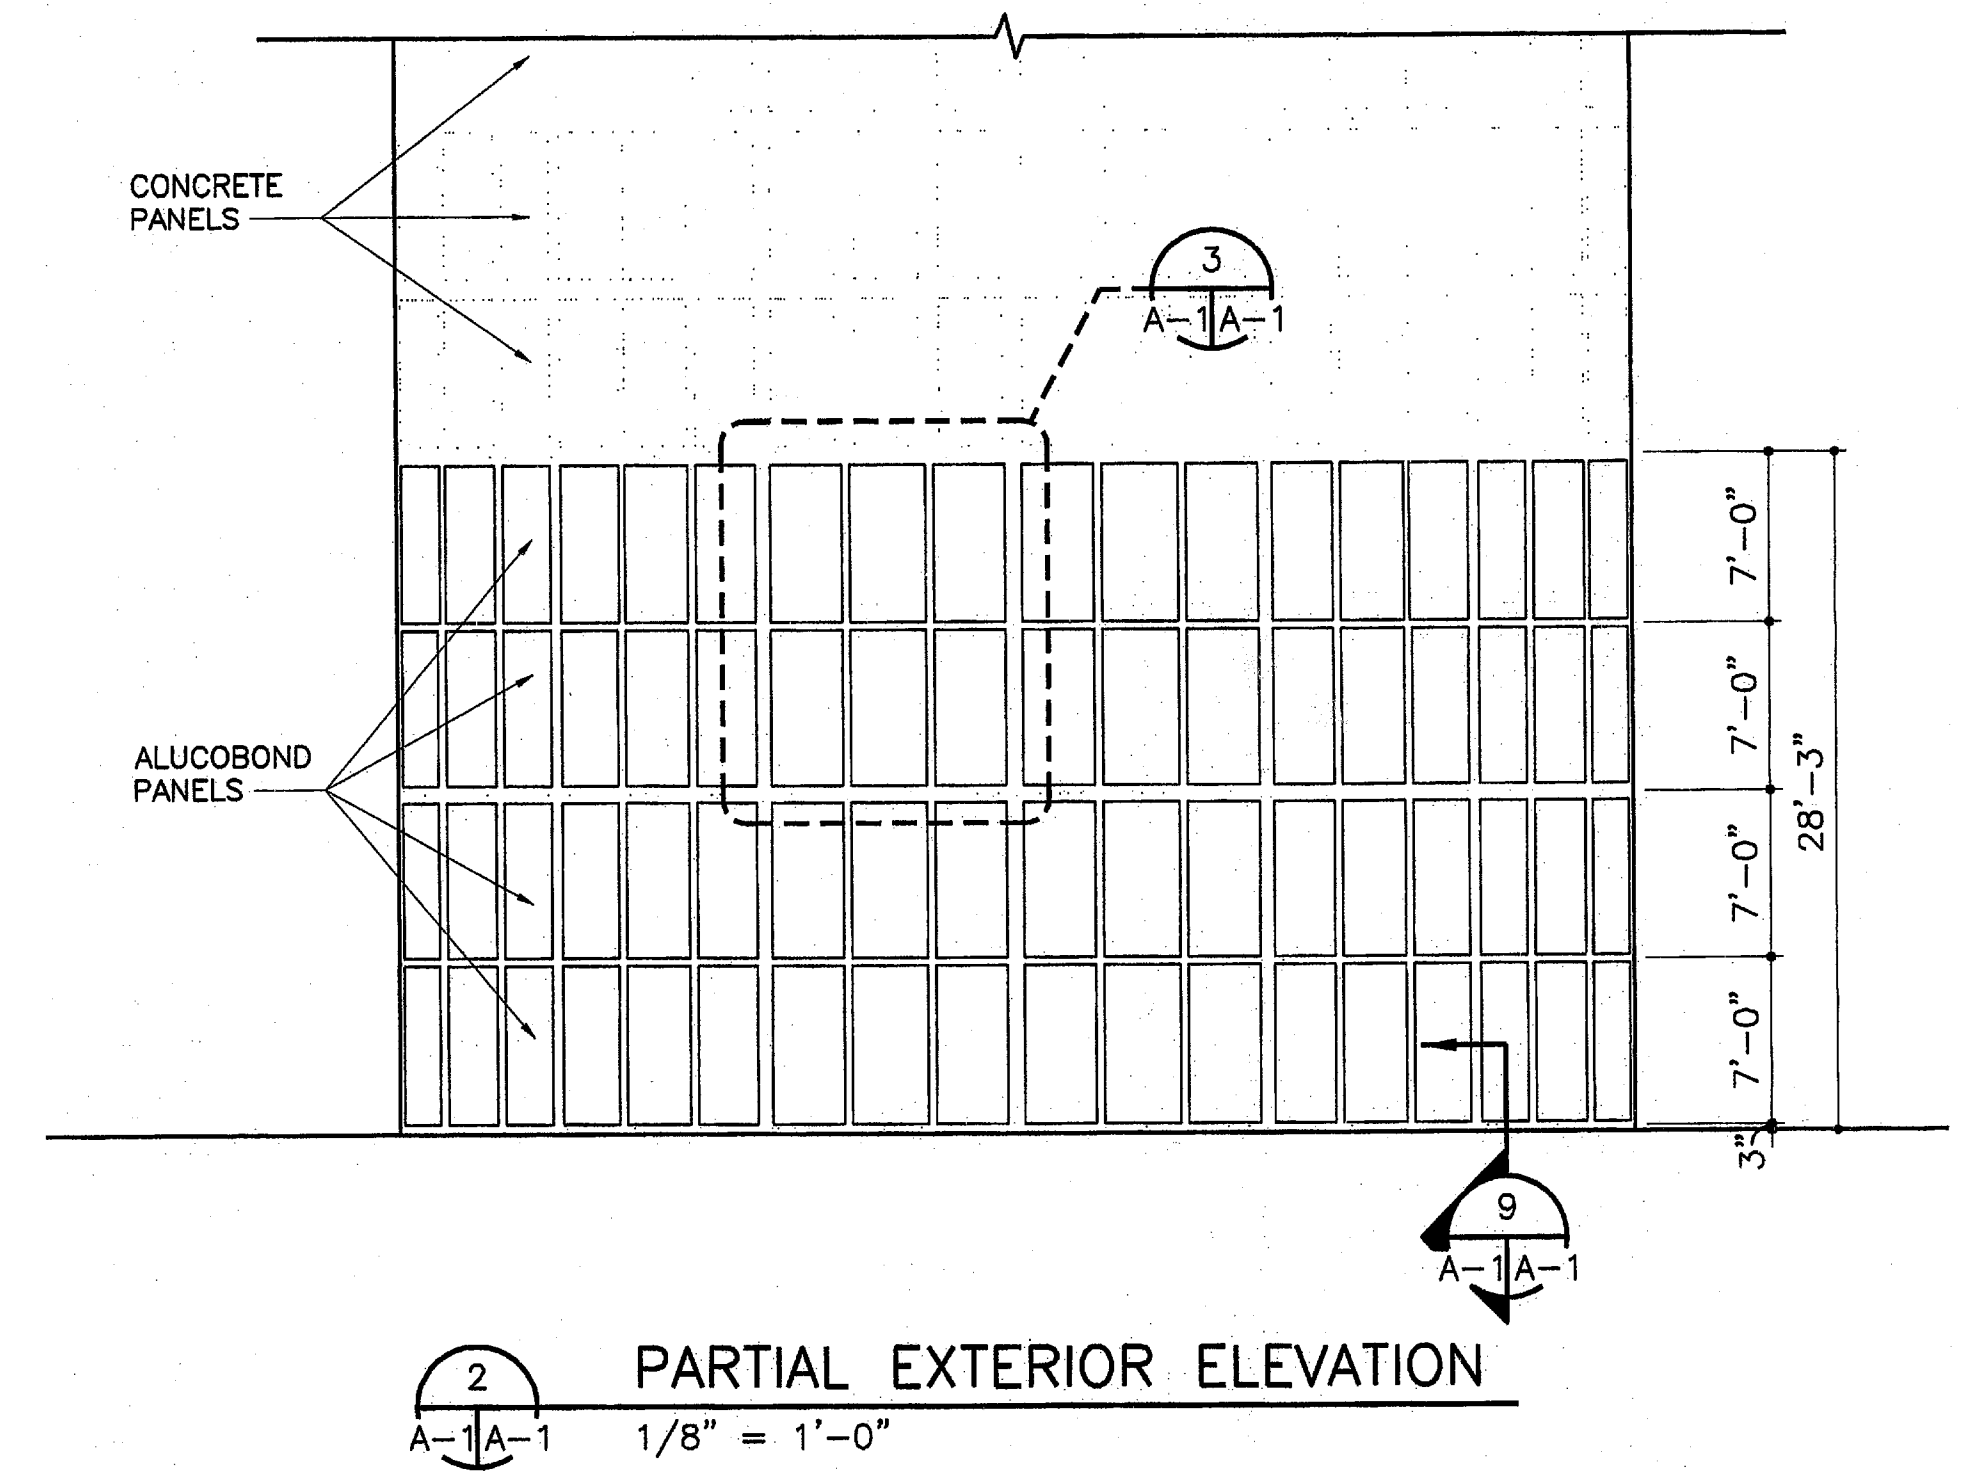 CONCRETE
PANELS
3
A-1 A-1
7'-0"
7'-0"
ALUCOBOND
PANELS
28'-3"
7'-0"
7'-0"
3"
9
A-1 A-1
2
PARTIAL EXTERIOR ELEVATION
A-1 A-1
1/8" = 1'-0"